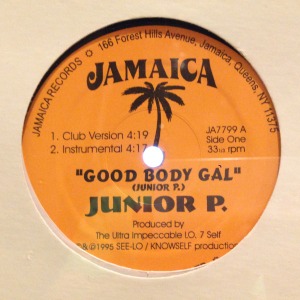 JAMAICA RECORDS ○ 166 Forest Hills Avenue, Jamaica, Queens, NY 11375
JAMAICA
1. Club Version 4:19
2. Instrumental 4:17
JA7799 A
Side One
33 1/3 rpm
"GOOD BODY GAL"
(JUNIOR P.)
JUNIOR P.
Produced by
The Ultra Impeccable I.O. 7 Self
& ©1995 SEE-LO / KNOWSELF production